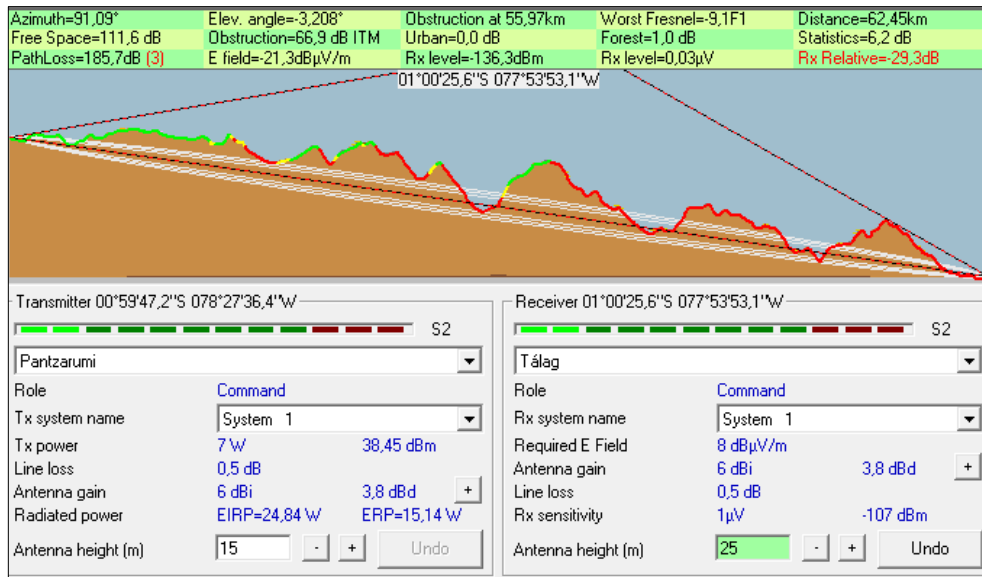 Azimuth=91,09° Elev. angle=-3,208° Obstruction at 55,97km Worst Fresnel=-9,1F1 Distance=62,45km
Free Space=111,6 dB Obstruction=66,9 dB ITM Urban=0,0 dB Forest=1,0 dB Statistics=6,2 dB
PathLoss=185,7dB (3) E field=-21,3dBμV/m Rx level=-136,3dBm Rx level=0,03μV Rx Relative=-29,3dB
01°00'25,6"S 077°53'53,1"W
Transmitter 00°59'47,2"S 078°27'36,4"W
S2
Pantzarumi
Role Command
Tx system name System 1
Tx power 7 W 38,45 dBm
Line loss 0,5 dB
Antenna gain 6 dBi 3,8 dBd +
Radiated power EIRP=24,84 W ERP=15,14 W
Antenna height (m) 15 - + Undo
Receiver 01°00'25,6"S 077°53'53,1"W
S2
Tálag
Role Command
Rx system name System 1
Required E Field 8 dBμV/m
Antenna gain 6 dBi 3,8 dBd +
Line loss 0,5 dB
Rx sensitivity 1μV -107 dBm
Antenna height (m) 25 - + Undo